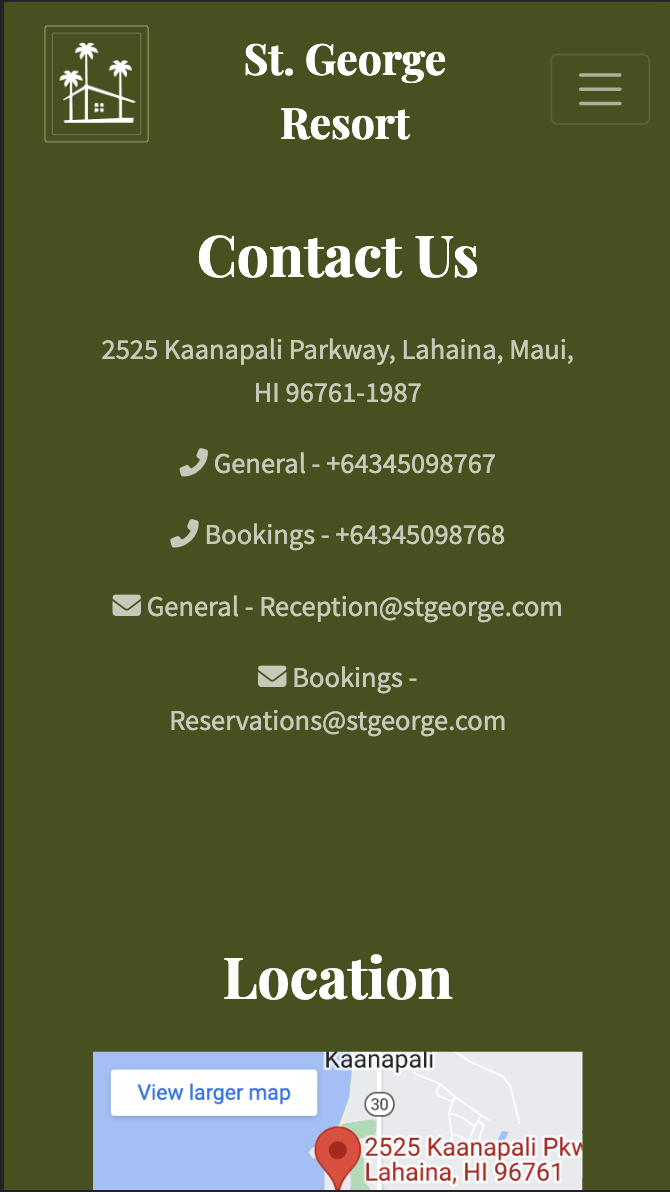 St. George
Resort
Contact Us
2525 Kaanapali Parkway, Lahaina, Maui,
HI 96761-1987
General - +64345098767
Bookings - +64345098768
General - Reception@stgeorge.com
Bookings -
Reservations@stgeorge.com
Location
Kaanapali
View larger map
30
2525 Kaanapali Pkw
Lahaina, HI 96761